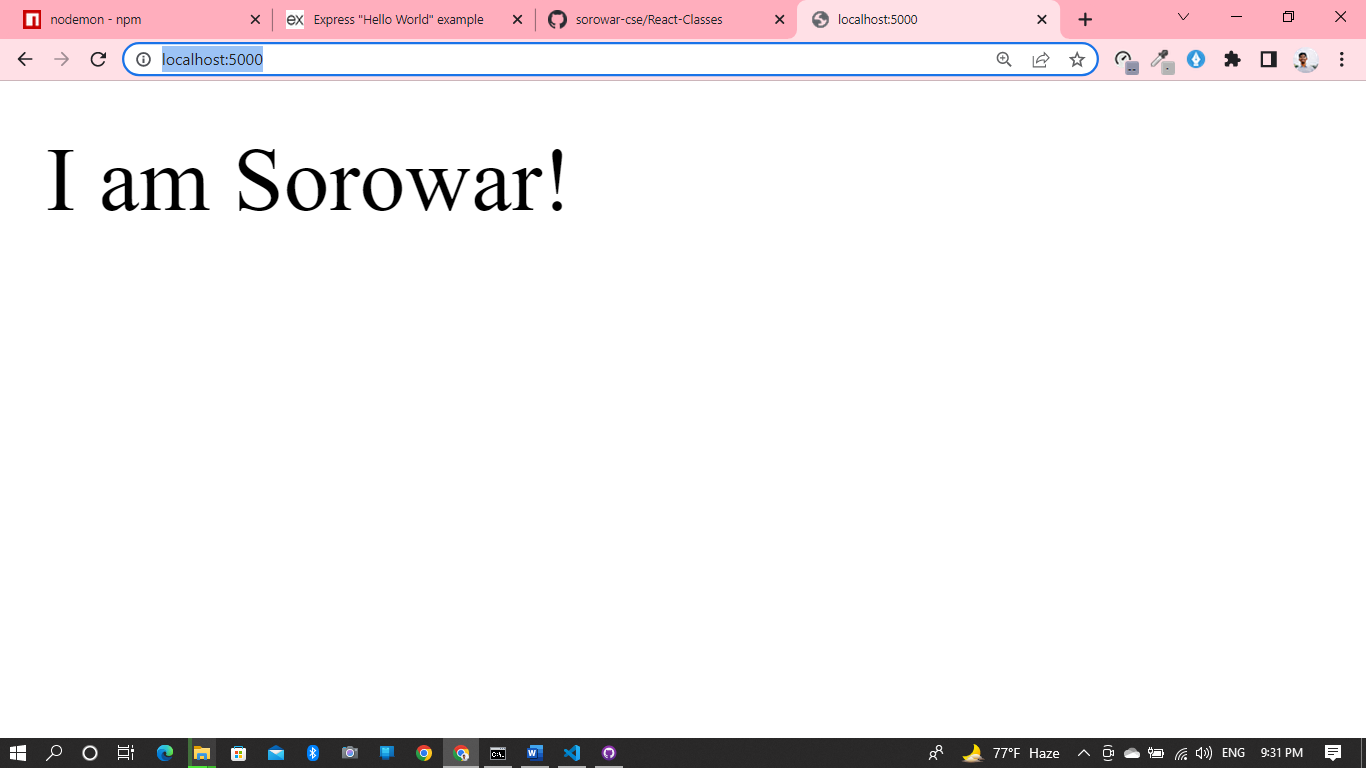 nodemon - npm
Express "Hello World" example
sorowar-cse/React-Classes
localhost:5000
localhost:5000
I am Sorowar!
77°F Haze
ENG
9:31 PM